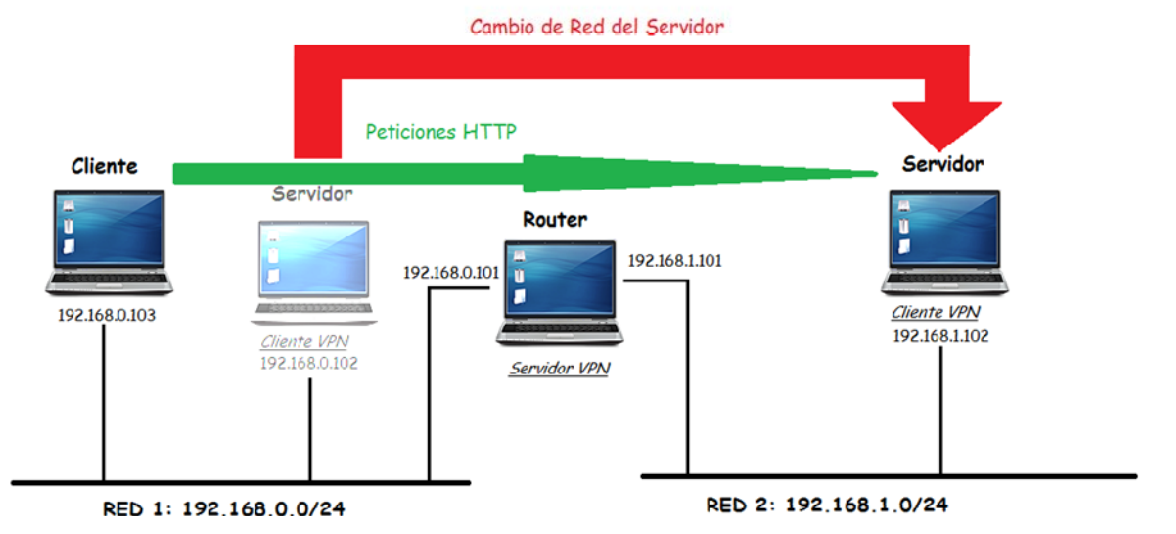 Cambio de Red del Servidor
Peticiones HTTP
Cliente
192.168.0.103
Servidor
Cliente VPN
192.168.0.102
Router
192.168.0.101
192.168.1.101
Servidor VPN
Servidor
Cliente VPN
192.168.1.102
RED 1: 192.168.0.0/24
RED 2: 192.168.1.0/24